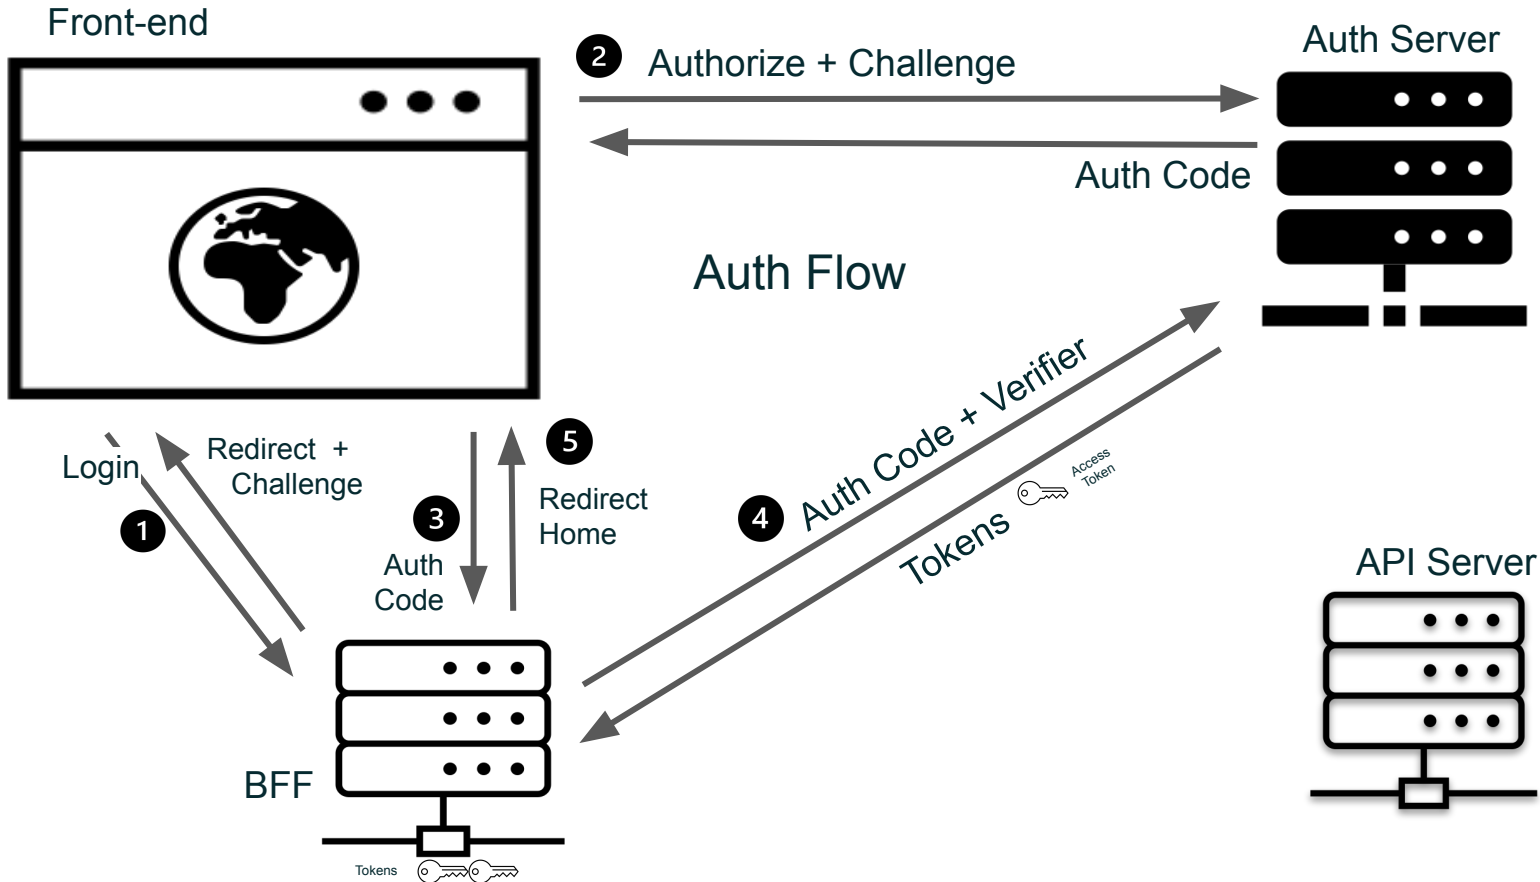 Front-end
2 Authorize + Challenge
Auth Server
Auth Code
Auth Flow
Login
Redirect +
Challenge
1
3
Auth
Code
5
Redirect
Home
4 Auth Code + Verifier
Tokens
Access
Token
API Server
BFF
Tokens